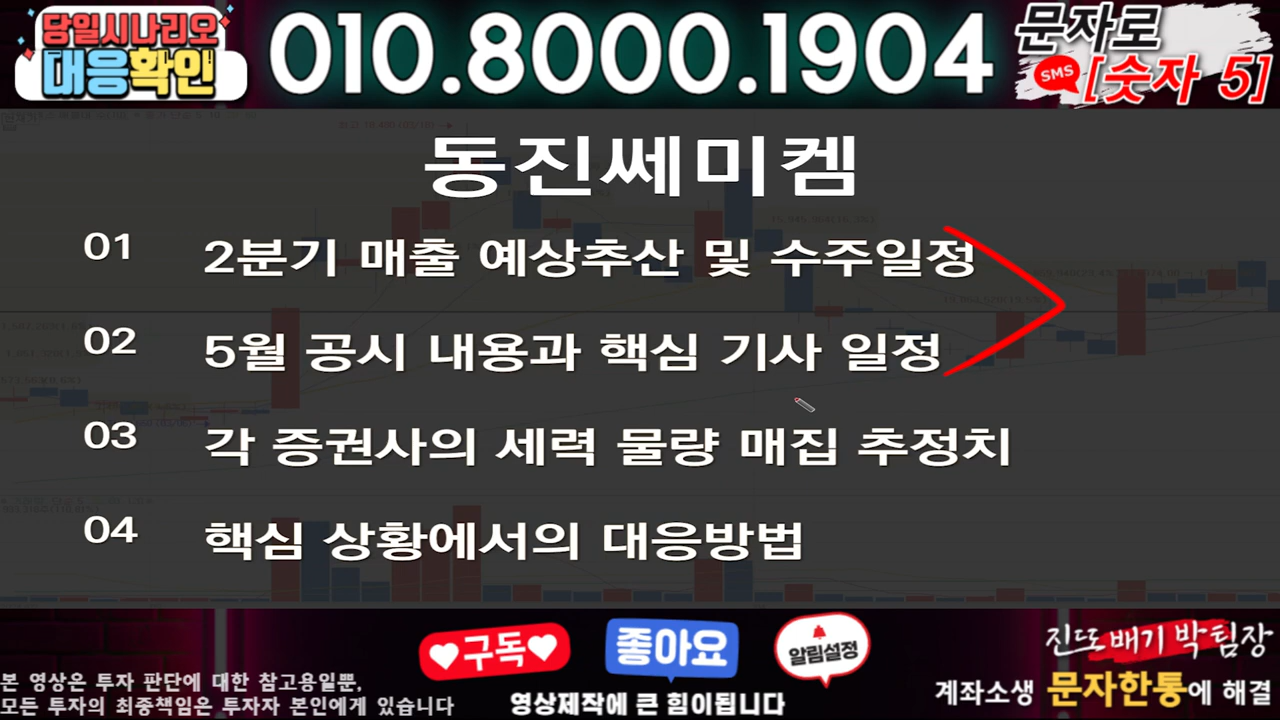 당일시나리오
대응확인
010.8000.1904
문자로
SMS
[숫자 5]
동진쎄미켐
01 2분기 매출 예상추산 및 수주일정
02 5월 공시 내용과 핵심 기사 일정
03 각 증권사의 세력 물량 매집 추정치
04 핵심 상황에서의 대응방법
구독
좋아요
알림설정
영상제작에 큰 힘이됩니다
본 영상은 투자 판단에 대한 참고용일뿐,
모든 투자의 최종책임은 투자자 본인에게 있습니다
진또배기 박팀장
계좌소생 문자한통에 해결